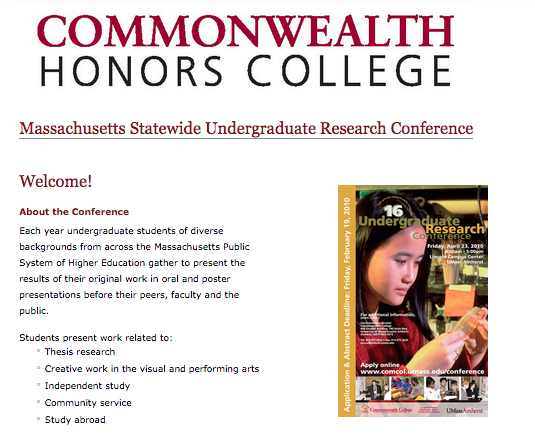 COMMONWEALTH
HONORS COLLEGE
Massachusetts Statewide Undergraduate Research Conference
Welcome!
About the Conference
Each year undergraduate students of diverse
backgrounds from across the Massachusetts Public
System of Higher Education gather to present the
results of their original work in oral and poster
presentations before their peers, faculty and the
public.
Students present work related to:
Thesis research
Creative work in the visual and performing arts
Independent study
Community service
Study abroad
Application & Abstract Deadline: Friday, February 19, 2010
16
Undergraduate
Research
Conference
Friday, April 23, 2010
8:00am - 5:00pm
Lincoln Campus Center
UMass Amherst
For additional information,
Apply online
www.comcol.umass.edu/conference
Commonwealth College
UMassAmherst